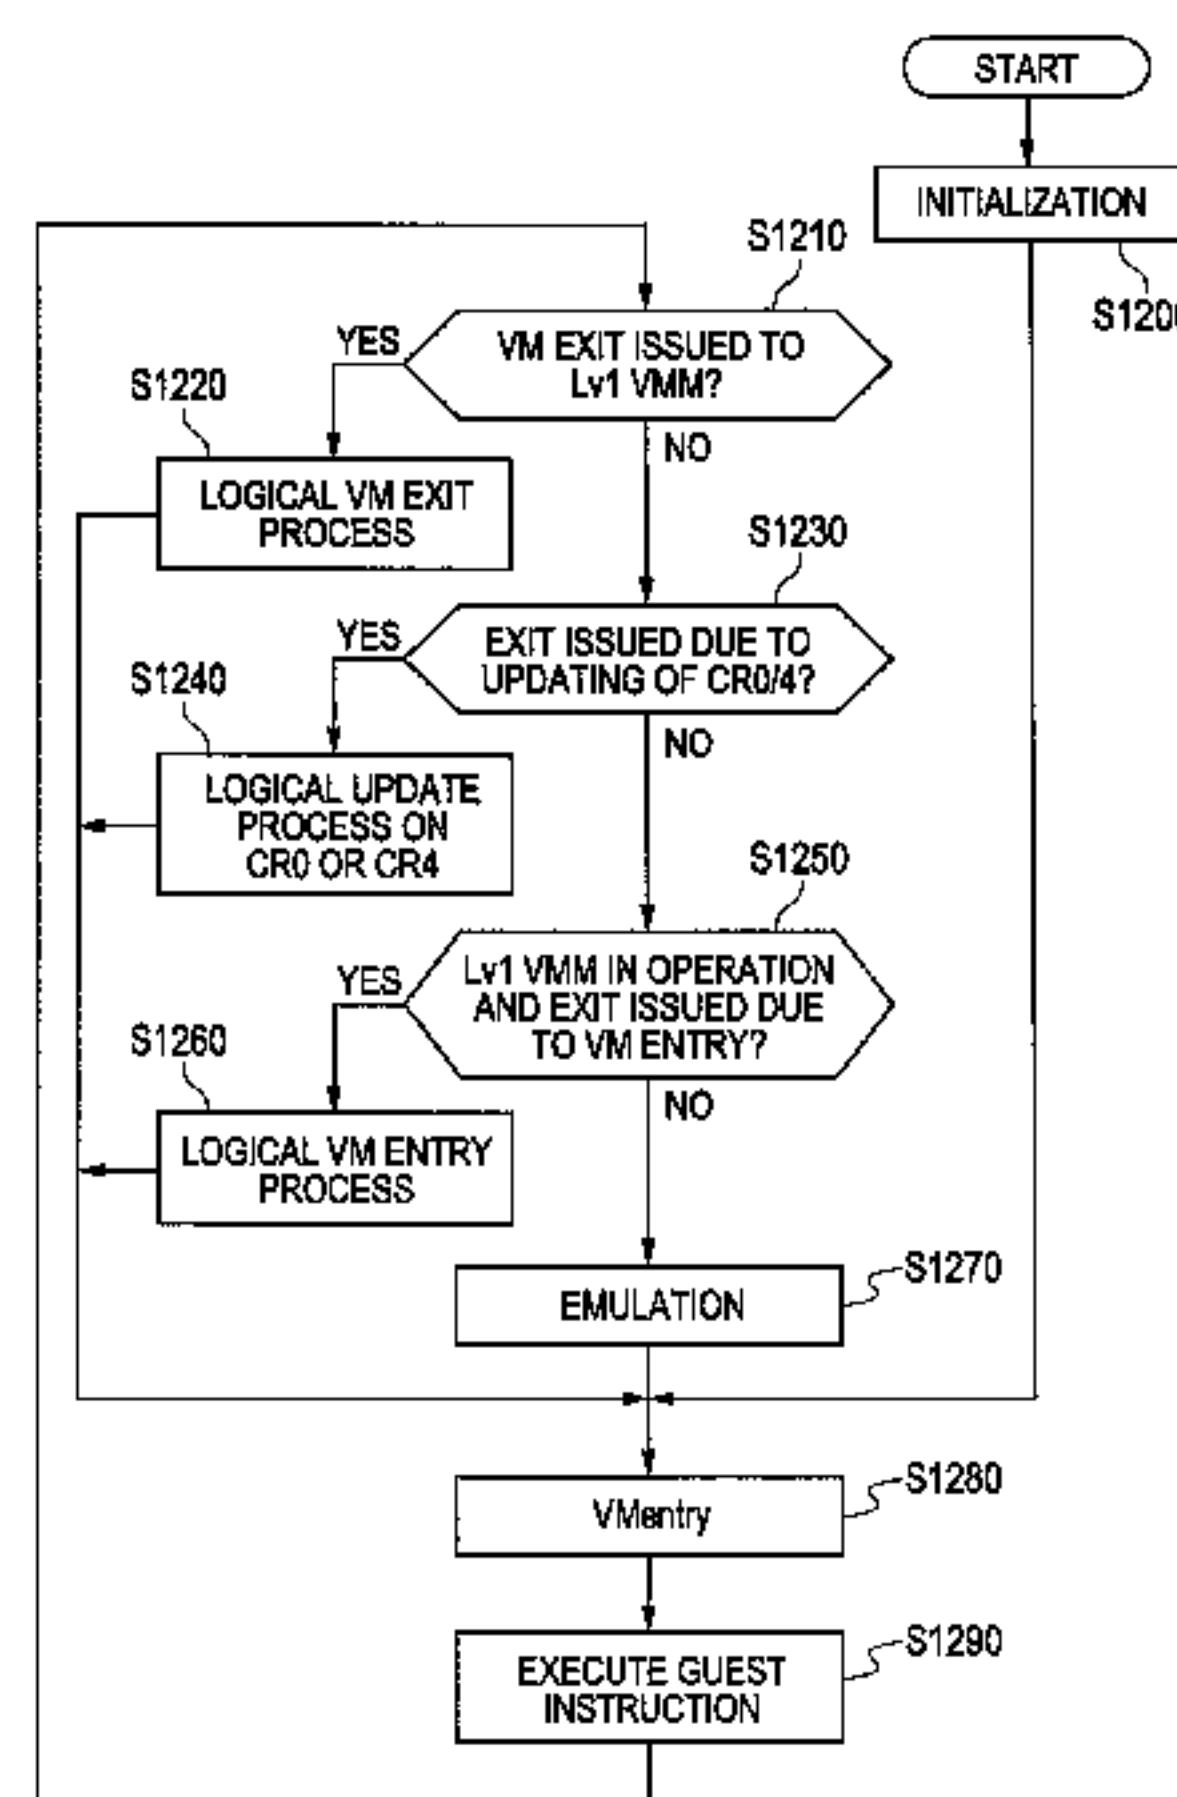 START
INITIALIZATION
S1210
S120
VM EXIT ISSUED TO
Lv1 VMM?
YES
S1220
NO
LOGICAL VM EXIT
PROCESS
S1230
EXIT ISSUED DUE TO
UPDATING OF CR0/4?
YES
S1240
NO
LOGICAL UPDATE
PROCESS ON
CR0 OR CR4
S1250
Lv1 VMM IN OPERATION
AND EXIT ISSUED DUE
TO VM ENTRY?
YES
S1260
NO
LOGICAL VM ENTRY
PROCESS
S1270
EMULATION
S1280
VMentry
S1290
EXECUTE GUEST
INSTRUCTION